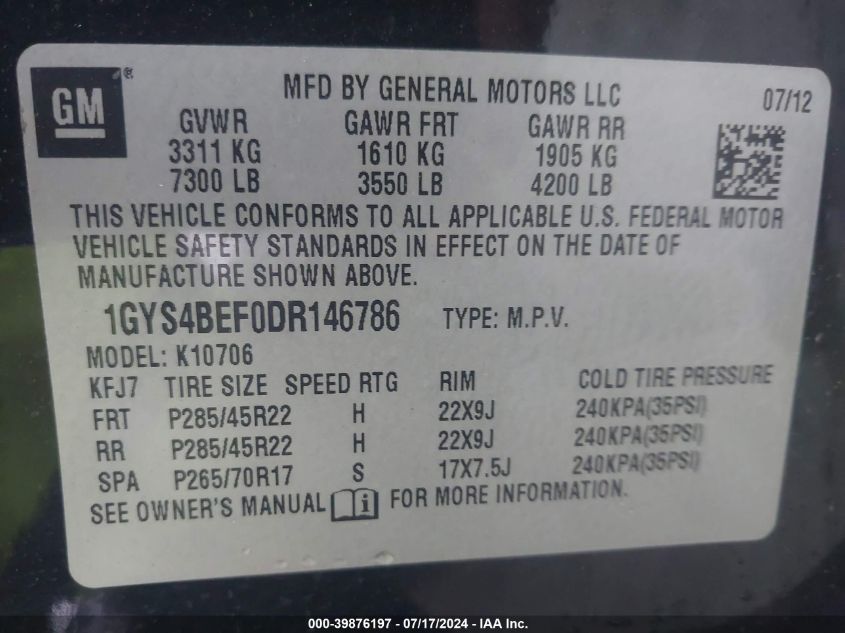 GM ®
MFD BY GENERAL MOTORS LLC 07/12
GVWR GAWR FRT GAWR RR
3311 KG 1610 KG 1905 KG
7300 LB 3550 LB 4200 LB
THIS VEHICLE CONFORMS TO ALL APPLICABLE U.S. FEDERAL MOTOR
VEHICLE SAFETY STANDARDS IN EFFECT ON THE DATE OF
MANUFACTURE SHOWN ABOVE.
1GYS4BEF0DR146786 TYPE: M.P.V.
MODEL: K10706
KFJ7 TIRE SIZE SPEED RTG RIM COLD TIRE PRESSURE
FRT P285/45R22 H 22X9J 240KPA(35PSI)
RR P285/45R22 H 22X9J 240KPA(35PSI)
SPA P265/70R17 S 17X7.5J 240KPA(35PSI)
SEE OWNER'S MANUAL i FOR MORE INFORMATION.
000-39876197 - 07/17/2024 - IAA Inc.